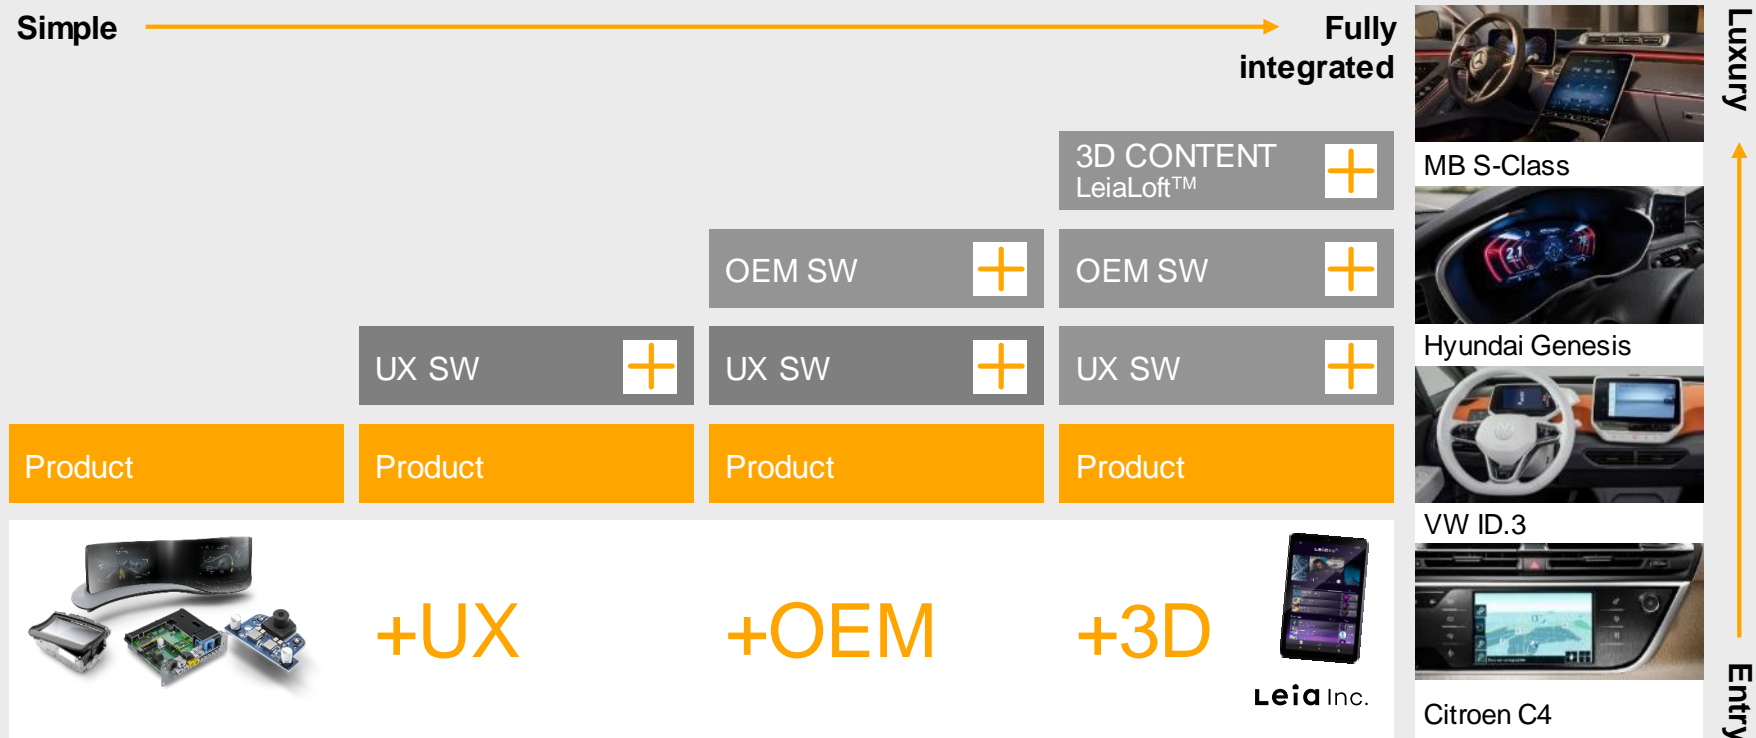 Simple
Fully
integrated
3D CONTENT
LeiaLoft™
OEM SW
OEM SW
UX SW
UX SW
UX SW
Product
Product
Product
Product
+UX
+OEM
+3D
Leia Inc.
Luxury
MB S-Class
Hyundai Genesis
VW ID.3
Citroen C4
Entry